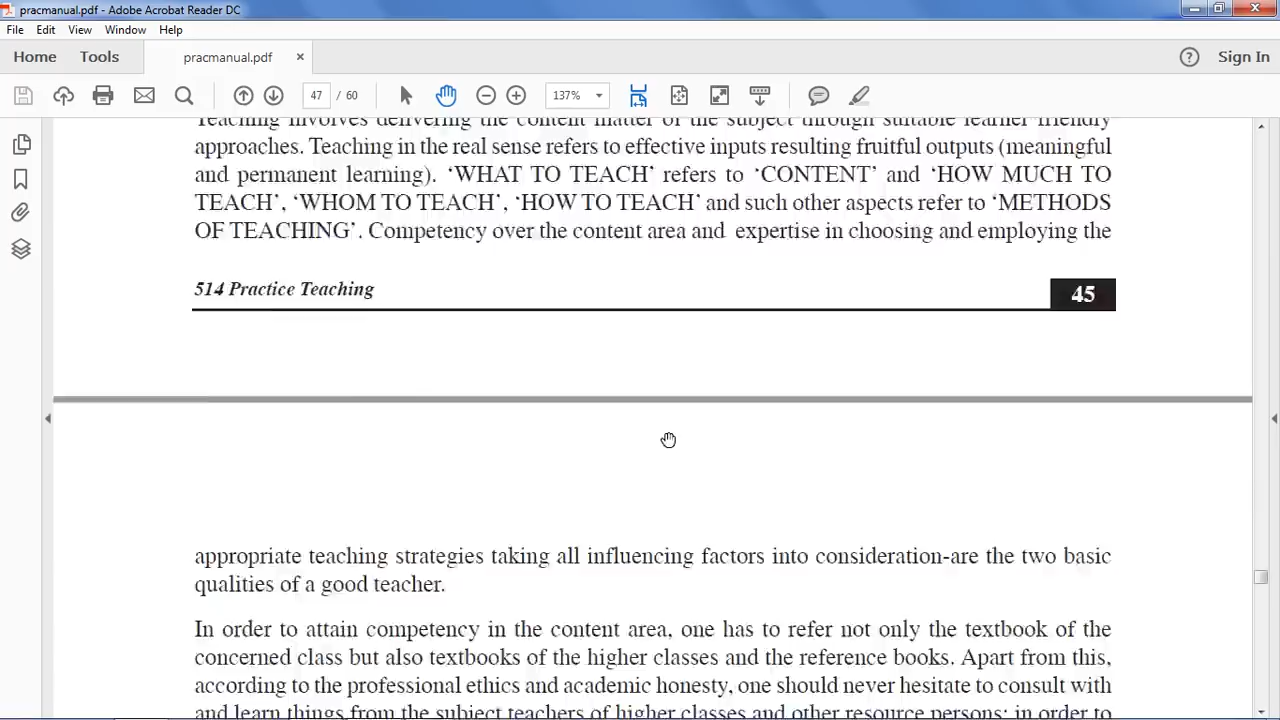 pracmanual.pdf - Adobe Acrobat Reader DC
File Edit View Window Help
Home Tools pracmanual.pdf × Sign In
47 / 60 137%
Teaching involves delivering the content matter of the subject through suitable learner friendly
approaches. Teaching in the real sense refers to effective inputs resulting fruitful outputs (meaningful
and permanent learning). ‘WHAT TO TEACH’ refers to ‘CONTENT’ and ‘HOW MUCH TO
TEACH’, ‘WHOM TO TEACH’, ‘HOW TO TEACH’ and such other aspects refer to ‘METHODS
OF TEACHING’. Competency over the content area and expertise in choosing and employing the
514 Practice Teaching 45
appropriate teaching strategies taking all influencing factors into consideration-are the two basic
qualities of a good teacher.
In order to attain competency in the content area, one has to refer not only the textbook of the
concerned class but also textbooks of the higher classes and the reference books. Apart from this,
according to the professional ethics and academic honesty, one should never hesitate to consult with
and learn things from the subject teachers of higher classes and other resource persons; in order to